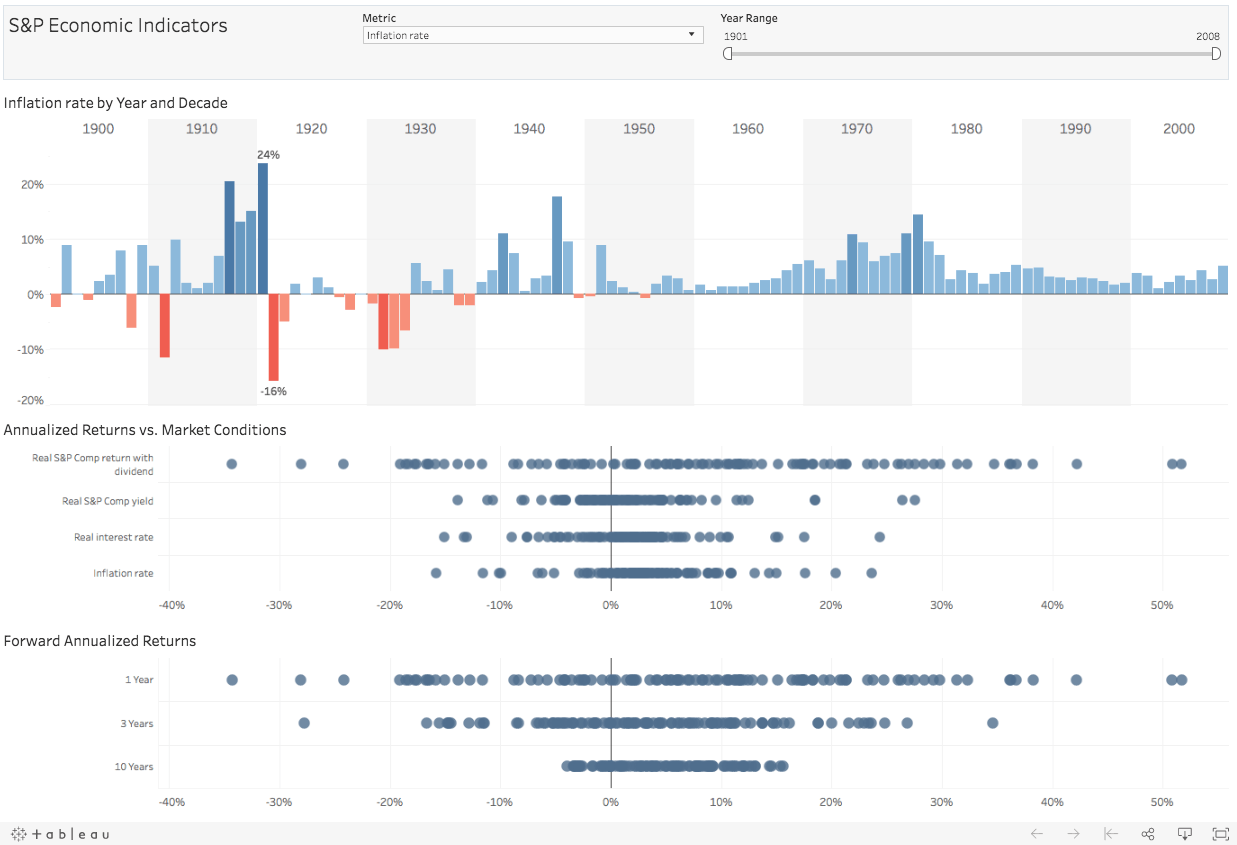 S&P Economic Indicators
Metric
Inflation rate
Year Range
1901 2008
Inflation rate by Year and Decade
1900 1910 1920 1930 1940 1950 1960 1970 1980 1990 2000
24%
20%
10%
0%
-10%
-16%
-20%
Annualized Returns vs. Market Conditions
Real S&P Comp return with
dividend
Real S&P Comp yield
Real interest rate
Inflation rate
-40% -30% -20% -10% 0% 10% 20% 30% 40% 50%
Forward Annualized Returns
1 Year
3 Years
10 Years
-40% -30% -20% -10% 0% 10% 20% 30% 40% 50%
+ableau